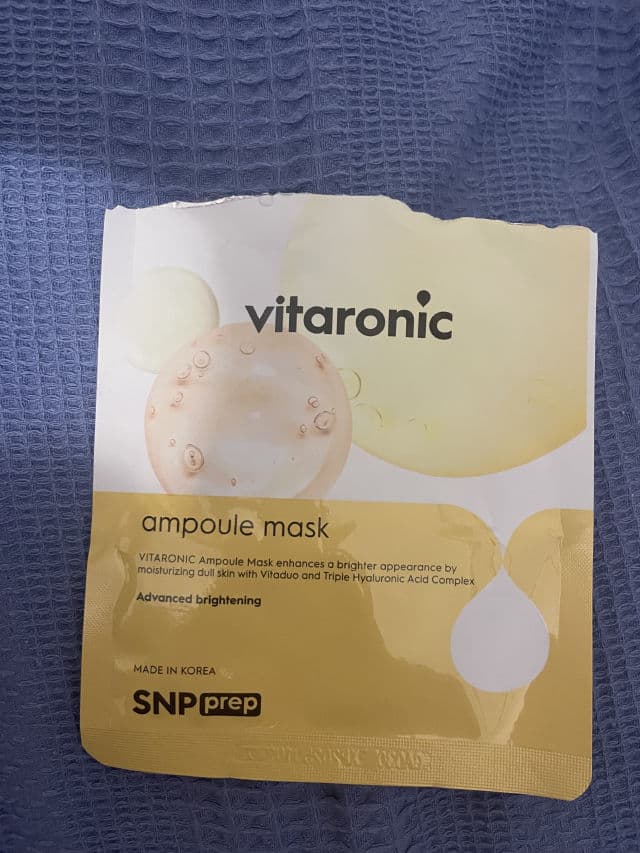 vitaronic
ampoule mask
VITARONIC Ampoule Mask enhances a brighter appearance by
moisturizing dull skin with Vitaduo and Triple Hyaluronic Acid Complex
Advanced brightening
MADE IN KOREA
SNP prep